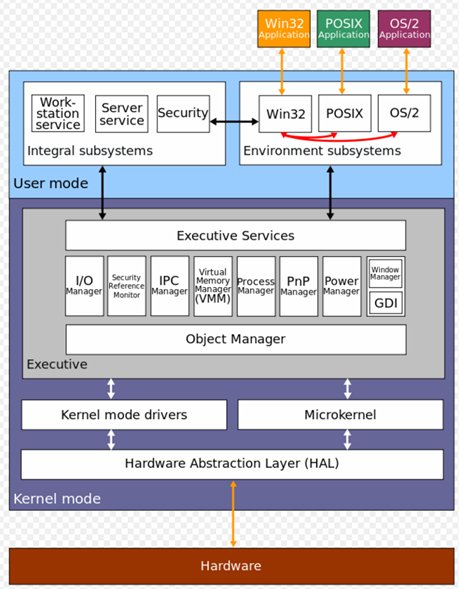 Win32
Application
POSIX
Application
OS/2
Application
Work-
station
service
Server
service
Security
Win32
POSIX
OS/2
Integral subsystems
Environment subsystems
User mode
Executive Services
I/O
Manager
Security
Reference
Monitor
IPC
Manager
Virtual
Memory
Manager
(VMM)
Process
Manager
PnP
Manager
Power
Manager
Window
Manager
GDI
Object Manager
Executive
Kernel mode drivers
Microkernel
Hardware Abstraction Layer (HAL)
Kernel mode
Hardware